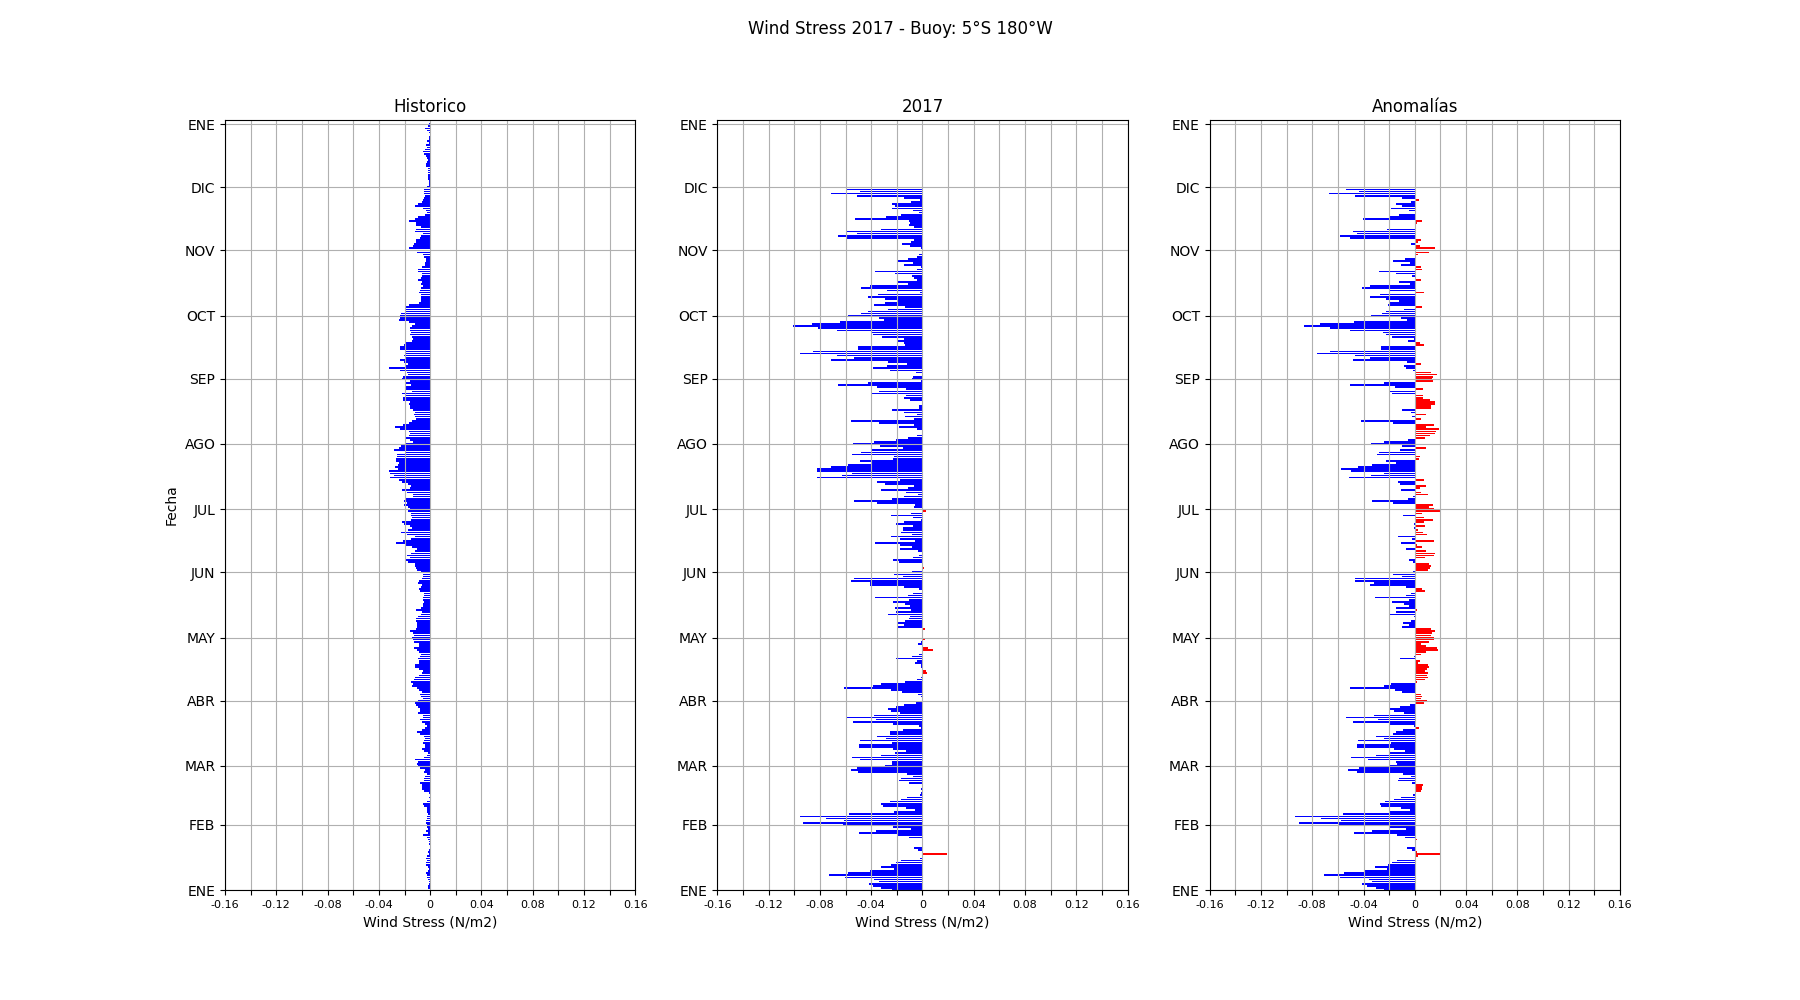 Wind Stress 2017 - Buoy: 5°S 180°W
Historico
2017
Anomalías
Fecha
ENE
DIC
NOV
OCT
SEP
AGO
JUL
JUN
MAY
ABR
MAR
FEB
ENE
-0.16 -0.12 -0.08 -0.04 0 0.04 0.08 0.12 0.16
Wind Stress (N/m2)
ENE
DIC
NOV
OCT
SEP
AGO
JUL
JUN
MAY
ABR
MAR
FEB
ENE
-0.16 -0.12 -0.08 -0.04 0 0.04 0.08 0.12 0.16
Wind Stress (N/m2)
ENE
DIC
NOV
OCT
SEP
AGO
JUL
JUN
MAY
ABR
MAR
FEB
ENE
-0.16 -0.12 -0.08 -0.04 0 0.04 0.08 0.12 0.16
Wind Stress (N/m2)